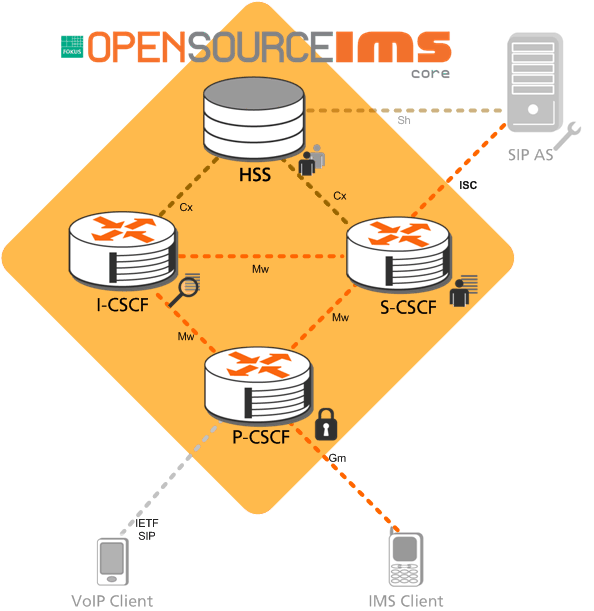 FOKUS
OPENSOURCEIMS
core
Sh
SIP AS
HSS
Cx
Cx
ISC
I-CSCF
Mw
S-CSCF
Mw
Mw
P-CSCF
Gm
IETF
SIP
VoIP Client
IMS Client